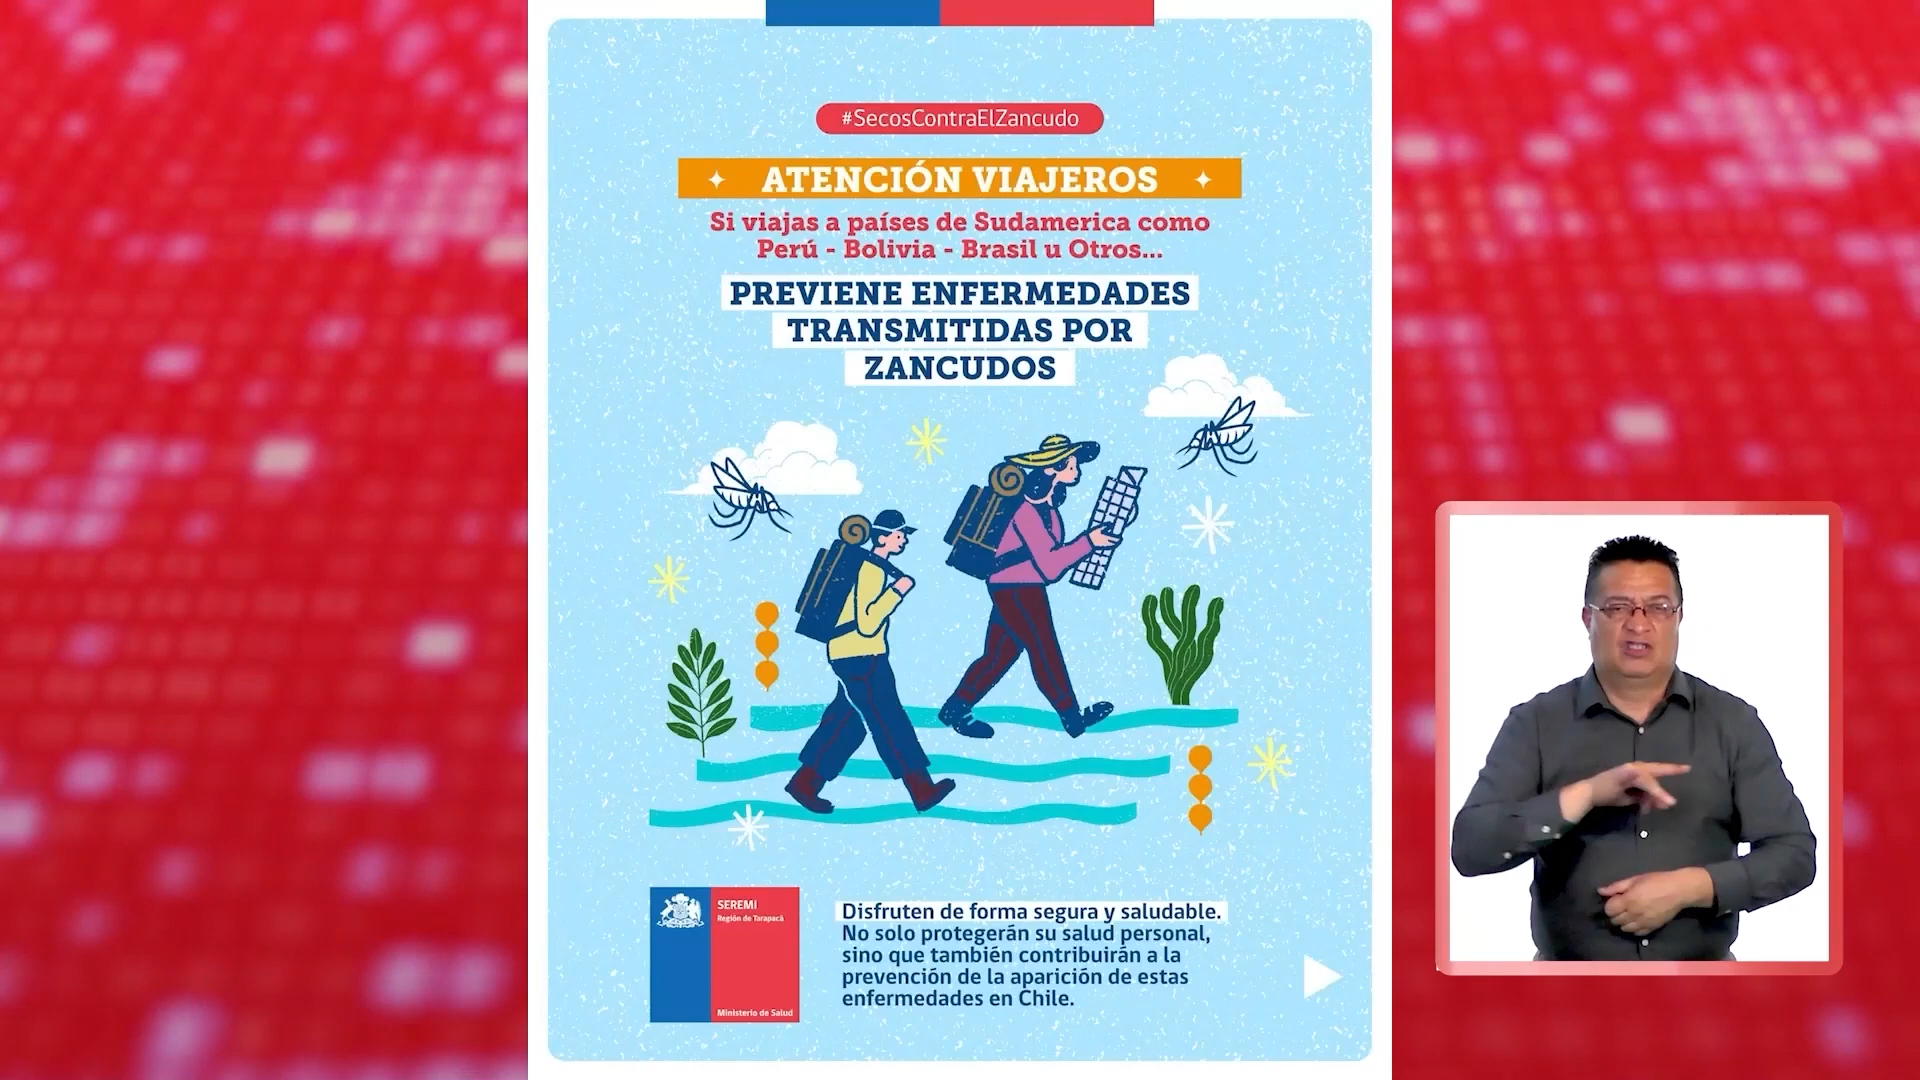 #SecosContraElZancudo
ATENCIÓN VIAJEROS
Si viajas a países de Sudamerica como
Perú - Bolivia - Brasil u Otros...
PREVIENE ENFERMEDADES
TRANSMITIDAS POR
ZANCUDOS
SEREMI
Región de Tarapacá
Ministerio de Salud
Disfruten de forma segura y saludable.
No solo protegerán su salud personal,
sino que también contribuirán a la
prevención de la aparición de estas
enfermedades en Chile.